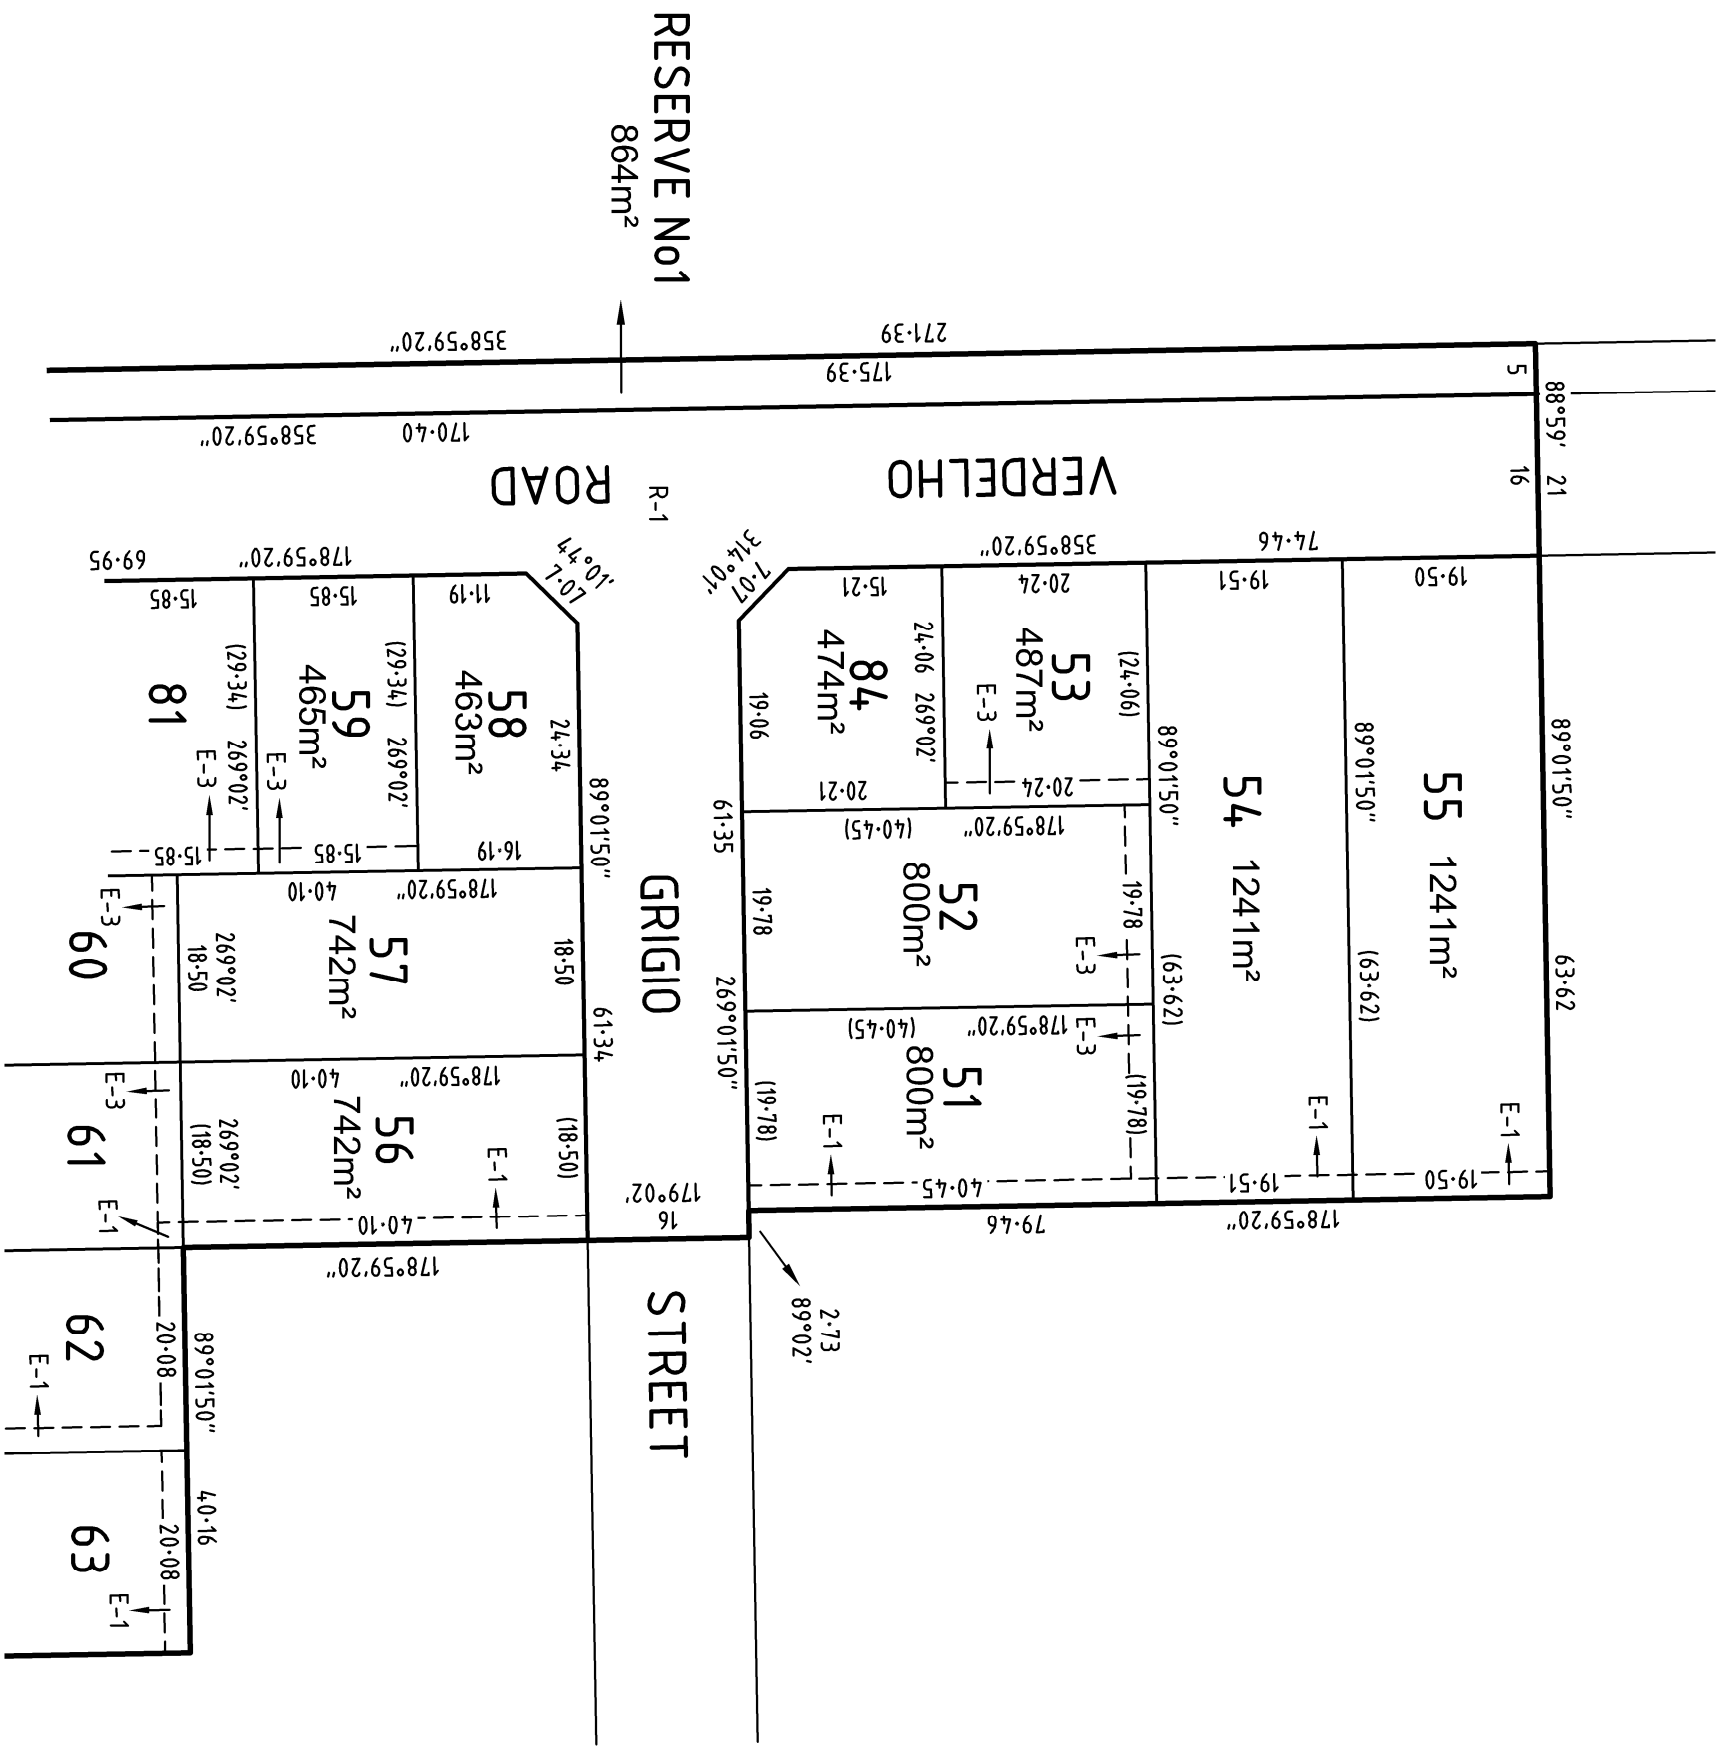 RESERVE No1
864m²
358°59'20"
271·39
175·39
5
88°59'
21
16
358°59'20"
170·40
VERDELHO
ROAD
R-1
69·95
178°59'20"
44°01'
7·07
314°01'
7·07
358°59'20"
74·46
15·85
15·85
11·19
15·21
20·24
19·51
19·50
81
(29·34) 269°02'
E-3
15·85
59
465m²
(29·34) 269°02'
E-3
15·85
58
463m²
24·34
16·19
84
474m²
19·06
24·06 269°02'
20·21
53
487m²
(24·06)
E-3
20·24
54 1241m²
89°01'50"
(63·62)
E-1
19·51
55 1241m²
89°01'50"
(63·62)
E-1
19·50
89°01'50"
63·62
178°59'20"
40·10
57
742m²
18·50
269°02'
18·50
178°59'20"
40·10
56
742m²
(18·50)
269°02'
(18·50)
E-1
40·10
178°59'20"
89°01'50"
61·34
GRIGIO
STREET
61·35
269°01'50"
179°02'
16
178°59'20"
(40·45)
52
800m²
19·78
19·78
E-3
178°59'20"
(40·45)
51
800m²
(19·78)
(19·78)
E-3
E-1
40·45
79·46
178°59'20"
2·73
89°02'
60
E-3
61
E-3
E-1
62
E-1
20·08
89°01'50"
40·16
63
20·08
E-1